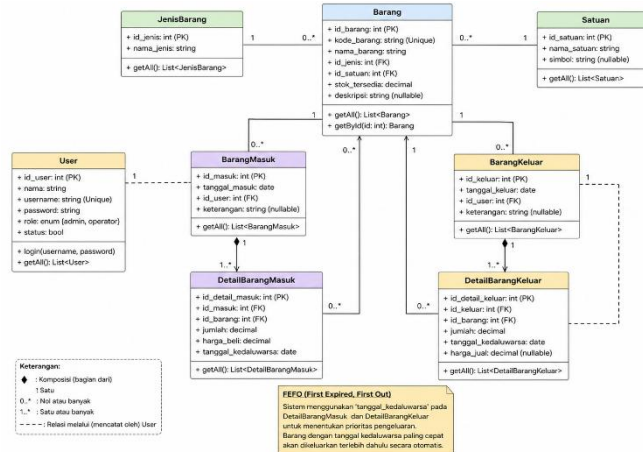 JenisBarang
+ id_jenis: int (PK)
+ nama_jenis: string
+ getAll(): List<JenisBarang>
1
0..*
Barang
+ id_barang: int (PK)
+ kode_barang: string (Unique)
+ nama_barang: string
+ id_jenis: int (FK)
+ id_satuan: int (FK)
+ stok_tersedia: decimal
+ deskripsi: string (nullable)
+ getAll(): List<Barang>
+ getById(id: int): Barang
0..*
1
Satuan
+ id_satuan: int (PK)
+ nama_satuan: string
+ simbol: string (nullable)
+ getAll(): List<Satuan>
1
0..*
0..*
1
1
0..*
User
+ id_user: int (PK)
+ nama: string
+ username: string (Unique)
+ password: string
+ role: enum (admin, operator)
+ status: bool
+ login(username, password)
+ getAll(): List<User>
1
BarangMasuk
+ id_masuk: int (PK)
+ tanggal_masuk: date
+ id_user: int (FK)
+ keterangan: string (nullable)
+ getAll(): List<BarangMasuk>
1
1..*
DetailBarangMasuk
+ id_detail_masuk: int (PK)
+ id_masuk: int (FK)
+ id_barang: int (FK)
+ jumlah: decimal
+ harga_beli: decimal
+ tanggal_kedaluwarsa: date
+ getAll(): List<DetailBarangMasuk>
0..*
1
BarangKeluar
+ id_keluar: int (PK)
+ tanggal_keluar: date
+ id_user: int (FK)
+ keterangan: string (nullable)
+ getAll(): List<BarangKeluar>
1
1
1..*
DetailBarangKeluar
+ id_detail_keluar: int (PK)
+ id_keluar: int (FK)
+ id_barang: int (FK)
+ jumlah: decimal
+ tanggal_kedaluwarsa: date
+ harga_jual: decimal (nullable)
+ getAll(): List<DetailBarangKeluar>
0..*
Keterangan:
: Komposisi (bagian dari)
1 Satu
0..* : Nol atau banyak
1..* : Satu atau banyak
: Relasi melalui (mencatat oleh) User
FEFO (First Expired, First Out)
Sistem menggunakan 'tanggal_kedaluwarsa' pada
DetailBarangMasuk dan DetailBarangKeluar
untuk menentukan prioritas pengeluaran.
Barang dengan tanggal kedaluwarsa paling cepat
akan dikeluarkan terlebih dahulu secara otomatis.